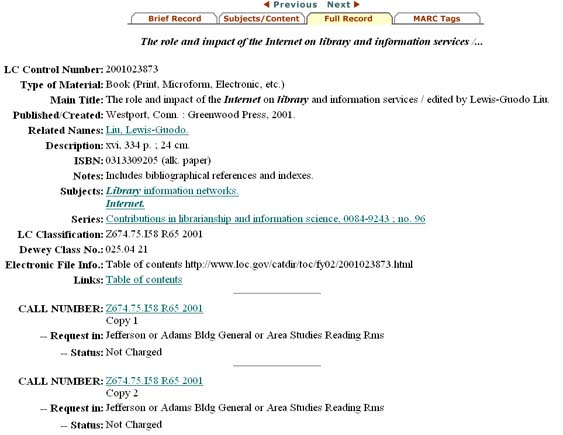 Previous Next
Brief Record Subjects/Content Full Record MARC Tags
The role and impact of the Internet on library and information services /...
LC Control Number: 2001023873
Type of Material: Book (Print, Microform, Electronic, etc.)
Main Title: The role and impact of the Internet on library and information services / edited by Lewis-Guodo Liu.
Published/Created: Westport, Conn. : Greenwood Press, 2001.
Related Names: Liu, Lewis-Guodo.
Description: xvi, 334 p. ; 24 cm.
ISBN: 0313309205 (alk. paper)
Notes: Includes bibliographical references and indexes.
Subjects: Library information networks.
Internet.
Series: Contributions in librarianship and information science, 0084-9243 ; no. 96
LC Classification: Z674.75.I58 R65 2001
Dewey Class No.: 025.04 21
Electronic File Info.: Table of contents http://www.loc.gov/catdir/toc/fy02/2001023873.html
Links: Table of contents
CALL NUMBER: Z674.75.I58 R65 2001
Copy 1
-- Request in: Jefferson or Adams Bldg General or Area Studies Reading Rms
-- Status: Not Charged
CALL NUMBER: Z674.75.I58 R65 2001
Copy 2
-- Request in: Jefferson or Adams Bldg General or Area Studies Reading Rms
-- Status: Not Charged